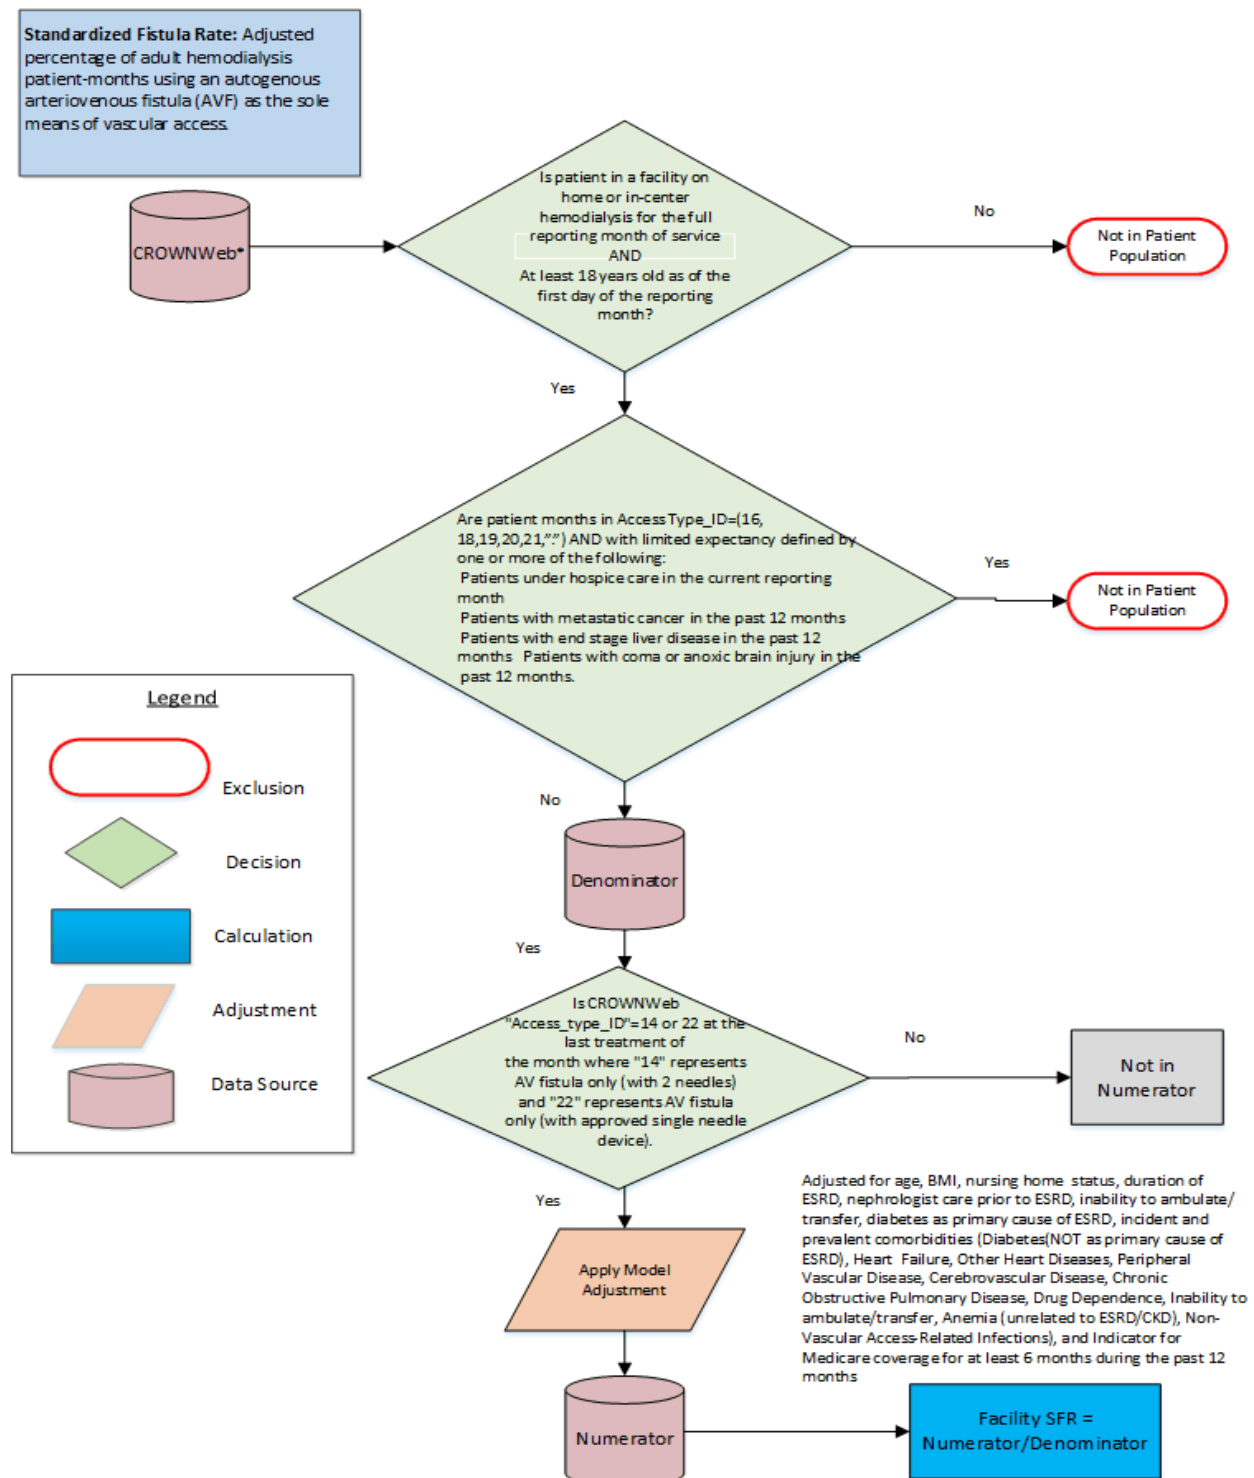 Standardized Fistula Rate: Adjusted
percentage of adult hemodialysis
patient-months using an autogenous
arteriovenous fistula (AVF) as the sole
means of vascular access.
CROWNWeb*
Is patient in a facility on
home or in-center
hemodialysis for the full
reporting month of service
AND
At least 18 years old as of the
first day of the reporting
month?
No
Not in Patient
Population
Yes
Are patient months in Access Type_ID=(16,
18,19,20,21,".") AND with limited expectancy defined by
one or more of the following:
Patients under hospice care in the current reporting
month
Patients with metastatic cancer in the past 12 months
Patients with end stage liver disease in the past 12
months Patients with coma or anoxic brain injury in the
past 12 months.
Yes
Not in Patient
Population
No
Legend
Exclusion
Decision
Calculation
Adjustment
Data Source
Denominator
Yes
Is CROWNWeb
"Access_type_ID"=14 or 22 at the
last treatment of
the month where "14" represents
AV fistula only (with 2 needles)
and "22" represents AV fistula
only (with approved single needle
device).
No
Not in
Numerator
Yes
Apply Model
Adjustment
Adjusted for age, BMI, nursing home status, duration of
ESRD, nephrologist care prior to ESRD, inability to ambulate/
transfer, diabetes as primary cause of ESRD, incident and
prevalent comorbidities (Diabetes(NOT as primary cause of
ESRD), Heart Failure, Other Heart Diseases, Peripheral
Vascular Disease, Cerebrovascular Disease, Chronic
Obstructive Pulmonary Disease, Drug Dependence, Inability to
ambulate/transfer, Anemia (unrelated to ESRD/CKD), Non-
Vascular Access-Related Infections), and Indicator for
Medicare coverage for at least 6 months during the past 12
months
Numerator
Facility SFR =
Numerator/Denominator